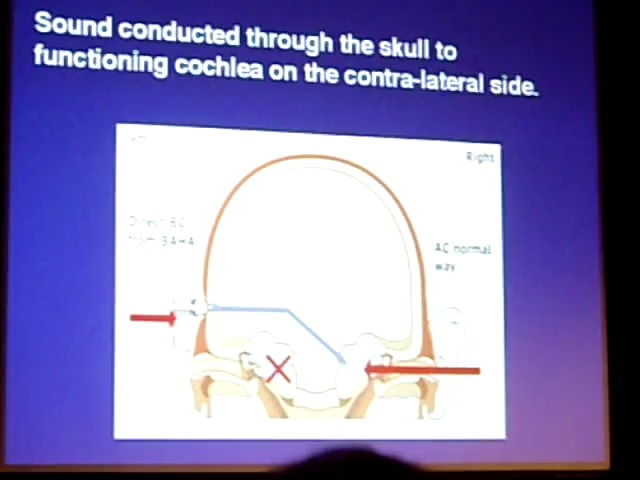 Sound conducted through the skull to
functioning cochlea on the contra-lateral side.
Right
Direct BC
from BAHA
AC normal
way